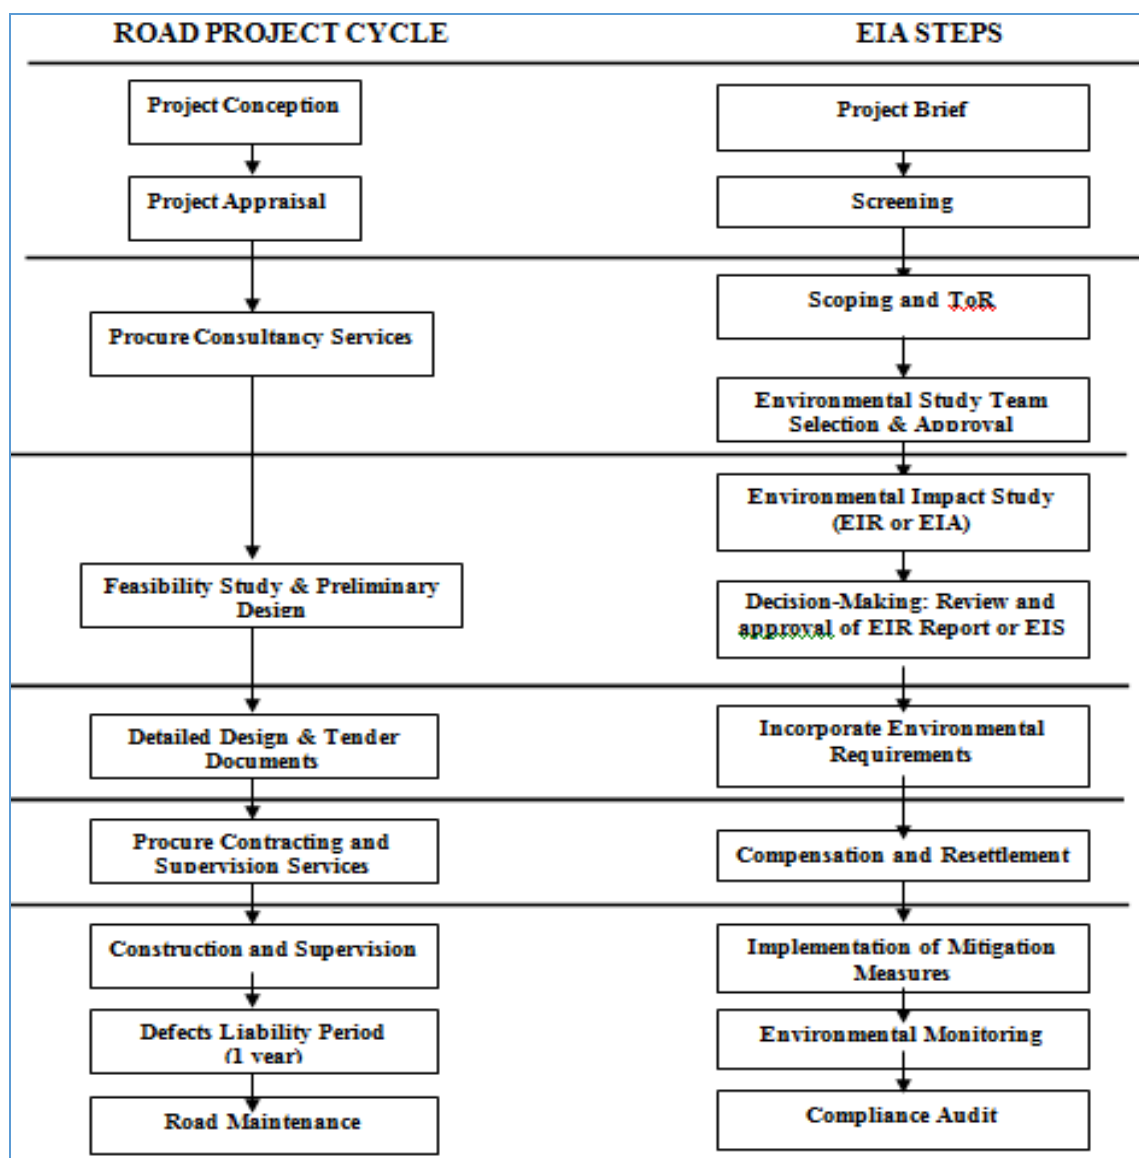 ROAD PROJECT CYCLE
EIA STEPS
Project Conception
Project Brief
Project Appraisal
Screening
Scoping and ToR
Procure Consultancy Services
Environmental Study Team
Selection & Approval
Environmental Impact Study
(EIR or EIA)
Feasibility Study & Preliminary
Design
Decision-Making: Review and
approval of EIR Report or EIS
Detailed Design & Tender
Documents
Incorporate Environmental
Requirements
Procure Contracting and
Supervision Services
Compensation and Resettlement
Construction and Supervision
Implementation of Mitigation
Measures
Defects Liability Period
(1 year)
Environmental Monitoring
Road Maintenance
Compliance Audit